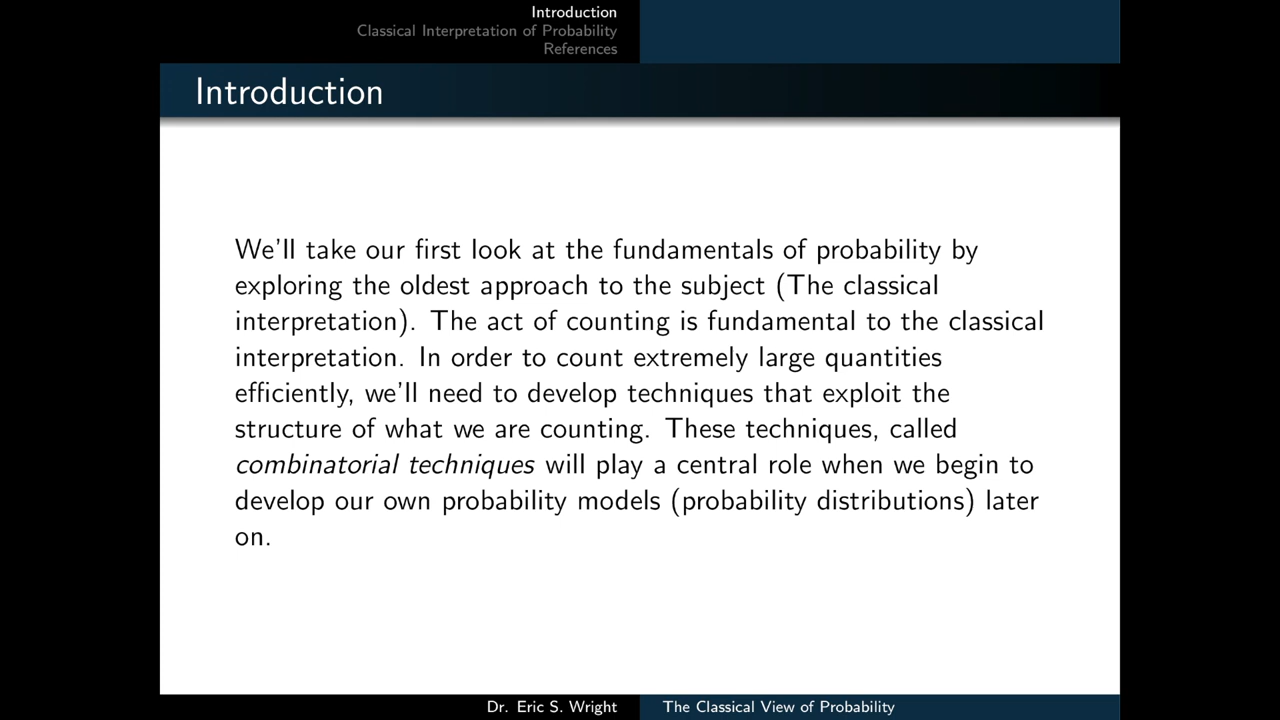 Introduction
Classical Interpretation of Probability
References
Introduction
We'll take our first look at the fundamentals of probability by
exploring the oldest approach to the subject (The classical
interpretation). The act of counting is fundamental to the classical
interpretation. In order to count extremely large quantities
efficiently, we'll need to develop techniques that exploit the
structure of what we are counting. These techniques, called
combinatorial techniques will play a central role when we begin to
develop our own probability models (probability distributions) later
on.
Dr. Eric S. Wright
The Classical View of Probability